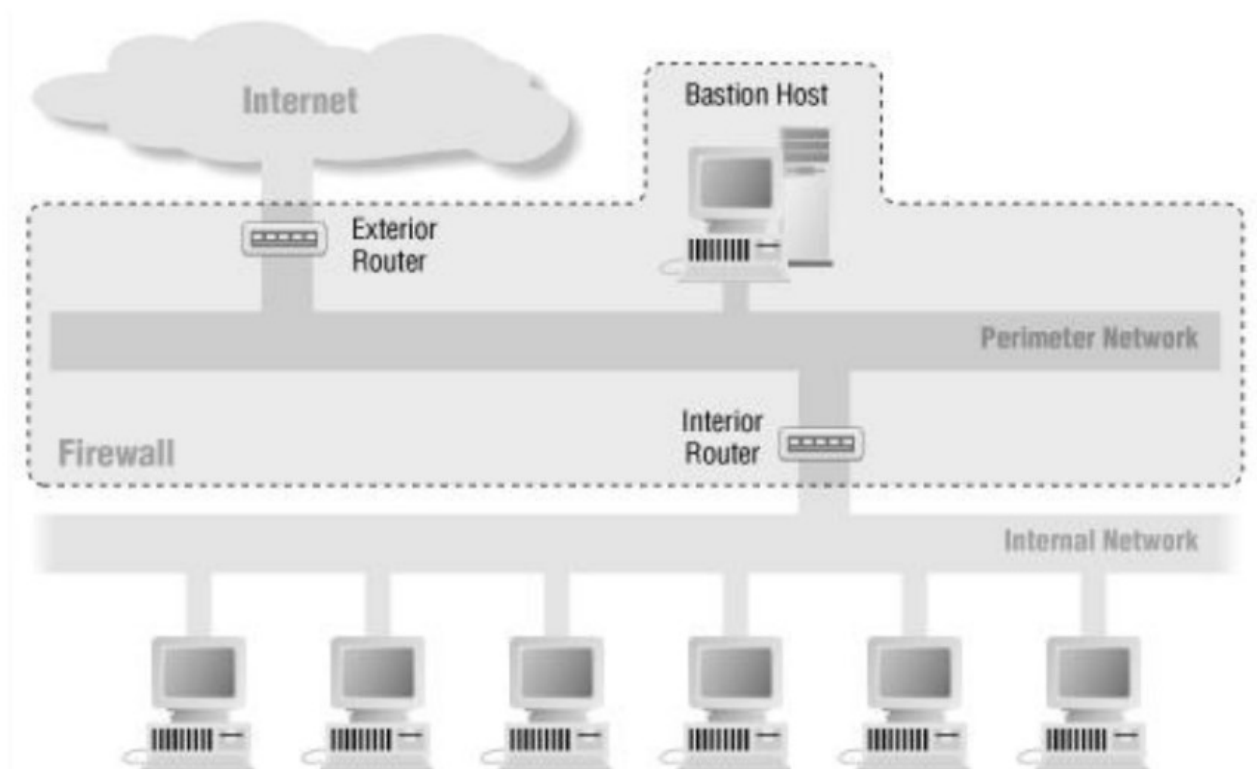 Internet
Bastion Host
Exterior
Router
Perimeter Network
Interior
Router
Firewall
Internal Network